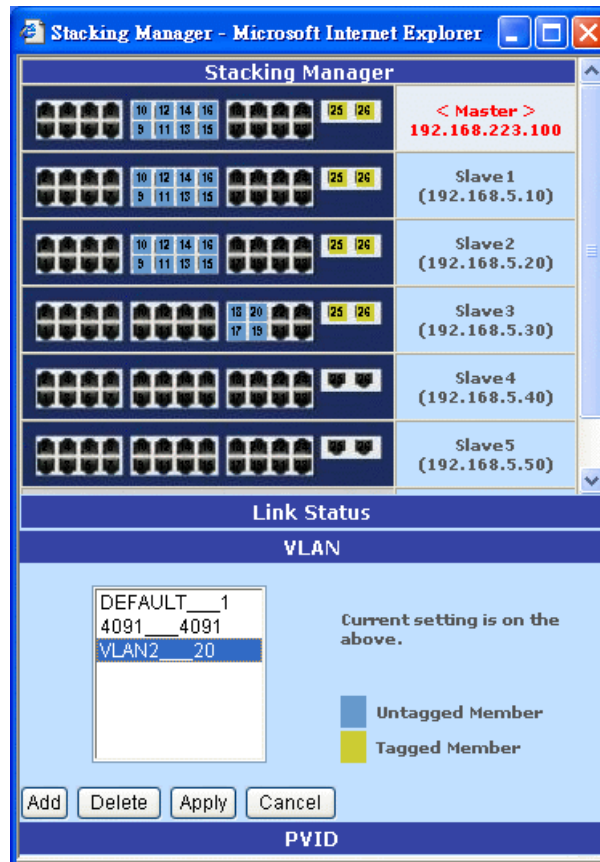 Stacking Manager - Microsoft Internet Explorer
Stacking Manager
10 12 14 16 25 26
9 11 13 15
< Master >
192.168.223.100
10 12 14 16 25 26
9 11 13 15
Slave1
(192.168.5.10)
10 12 14 16 25 26
9 11 13 15
Slave2
(192.168.5.20)
18 20 25 26
17 19
Slave3
(192.168.5.30)
Slave4
(192.168.5.40)
Slave5
(192.168.5.50)
Link Status
VLAN
DEFAULT___1
4091___4091
VLAN2___20
Current setting is on the
above.
Untagged Member
Tagged Member
Add Delete Apply Cancel
PVID